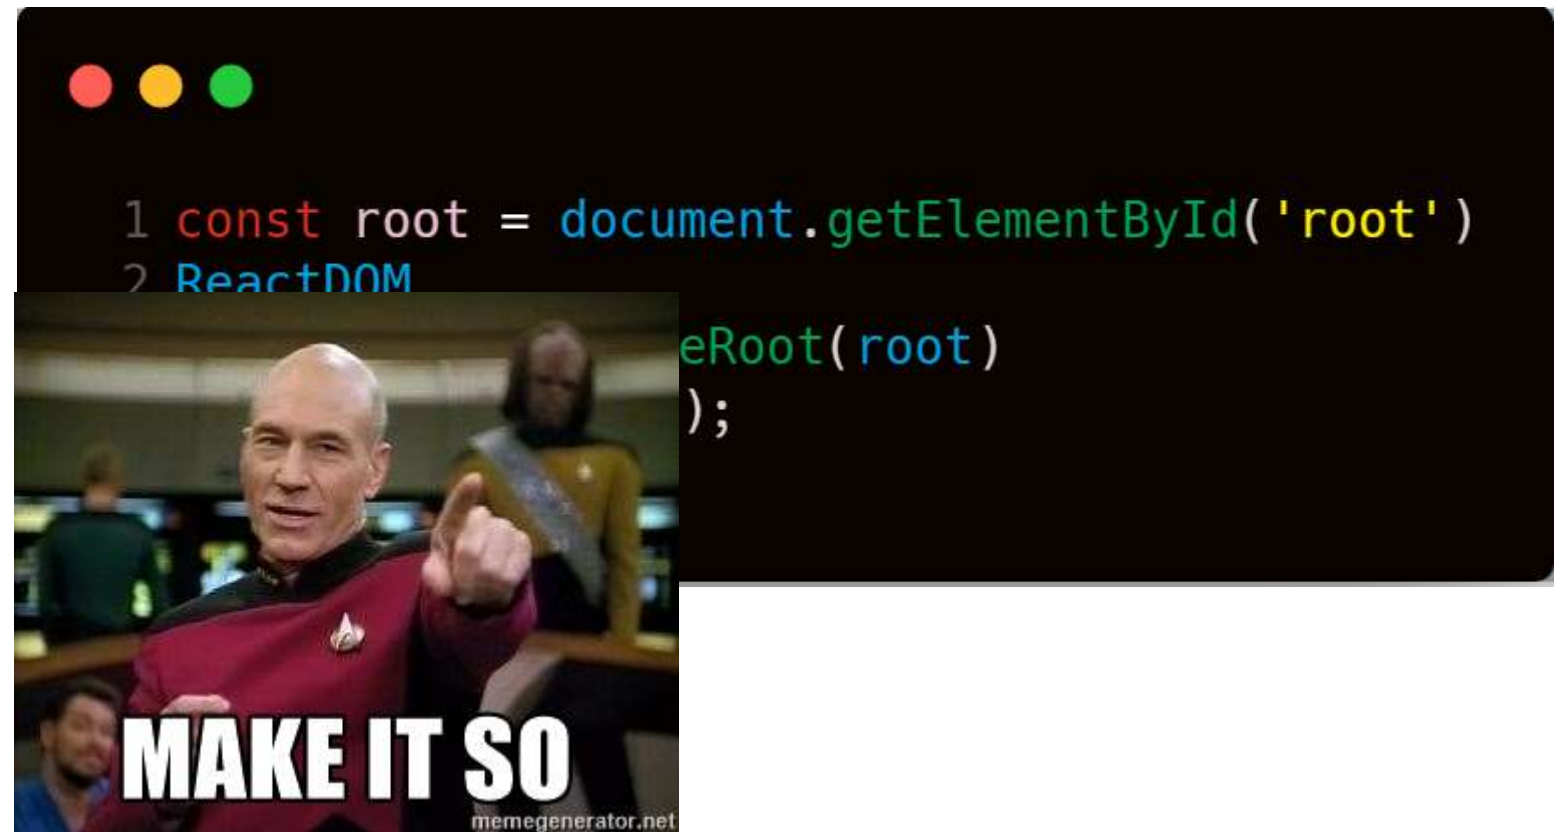 1 const root = document.getElementById('root')
2 ReactDOM
eRoot(root)
);
MAKE IT SO
memegenerator.net